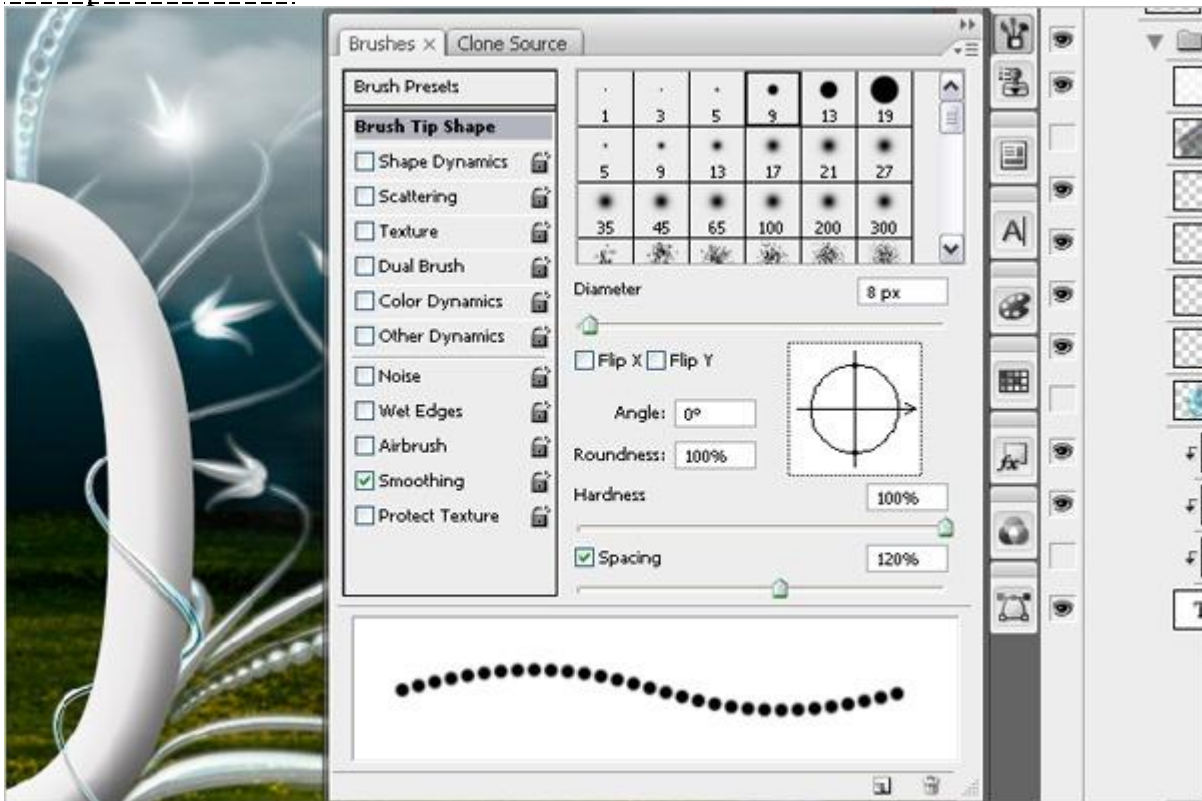 Brushes × Clone Source
Brush Presets
Brush Tip Shape
Shape Dynamics
Scattering
Texture
Dual Brush
Color Dynamics
Other Dynamics
Noise
Wet Edges
Airbrush
Smoothing
Protect Texture
1 3 5 9 13 19
5 9 13 17 21 27
35 45 65 100 200 300
Diameter 8 px
Flip X Flip Y
Angle: 0º
Roundness: 100%
Hardness 100%
Spacing 120%
A
fx
T